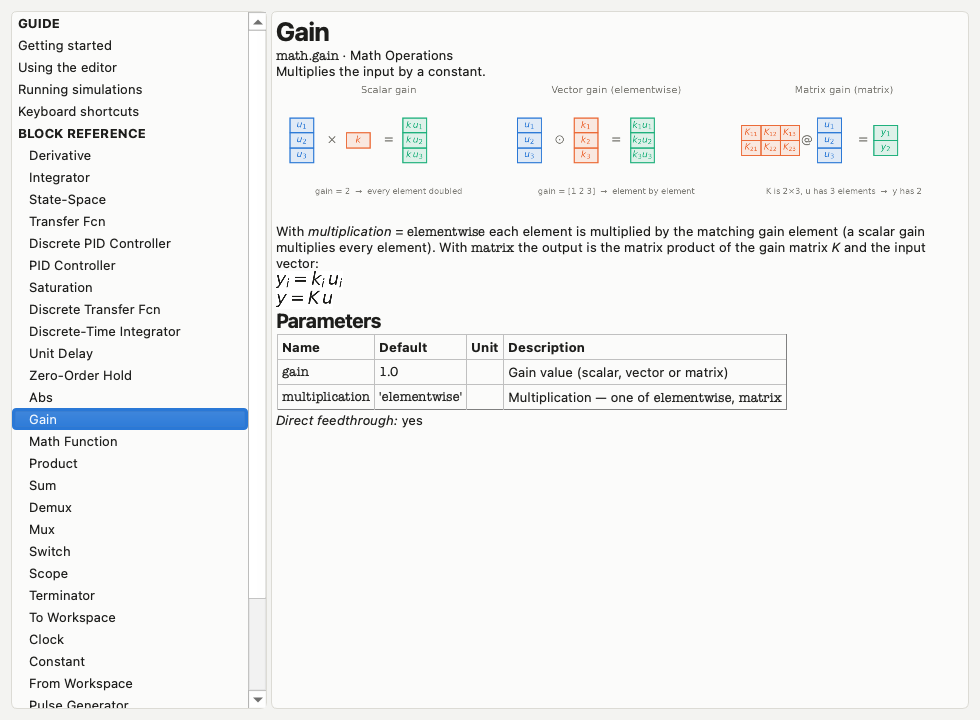 GUIDE
Getting started
Using the editor
Running simulations
Keyboard shortcuts
BLOCK REFERENCE
Derivative
Integrator
State-Space
Transfer Fcn
Discrete PID Controller
PID Controller
Saturation
Discrete Transfer Fcn
Discrete-Time Integrator
Unit Delay
Zero-Order Hold
Abs
Gain
Math Function
Product
Sum
Demux
Mux
Switch
Scope
Terminator
To Workspace
Clock
Constant
From Workspace
Pulse Generator
Gain
math.gain · Math Operations
Multiplies the input by a constant.
Scalar gain
u₁ u₂ u₃ × k = k u₁ k u₂ k u₃
gain = 2 → every element doubled
Vector gain (elementwise)
u₁ u₂ u₃ ⊙ k₁ k₂ k₃ = k₁u₁ k₂u₂ k₃u₃
gain = [1 2 3] → element by element
Matrix gain (matrix)
K₁₁ K₁₂ K₁₃ K₂₁ K₂₂ K₂₃ @ u₁ u₂ u₃ = y₁ y₂
K is 2×3, u has 3 elements → y has 2
With multiplication = elementwise each element is multiplied by the matching gain element (a scalar gain
multiplies every element). With matrix the output is the matrix product of the gain matrix K and the input
vector:
yᵢ = kᵢ uᵢ
y = K u
Parameters
Name Default Unit Description
gain 1.0 Gain value (scalar, vector or matrix)
multiplication 'elementwise' Multiplication — one of elementwise, matrix
Direct feedthrough: yes